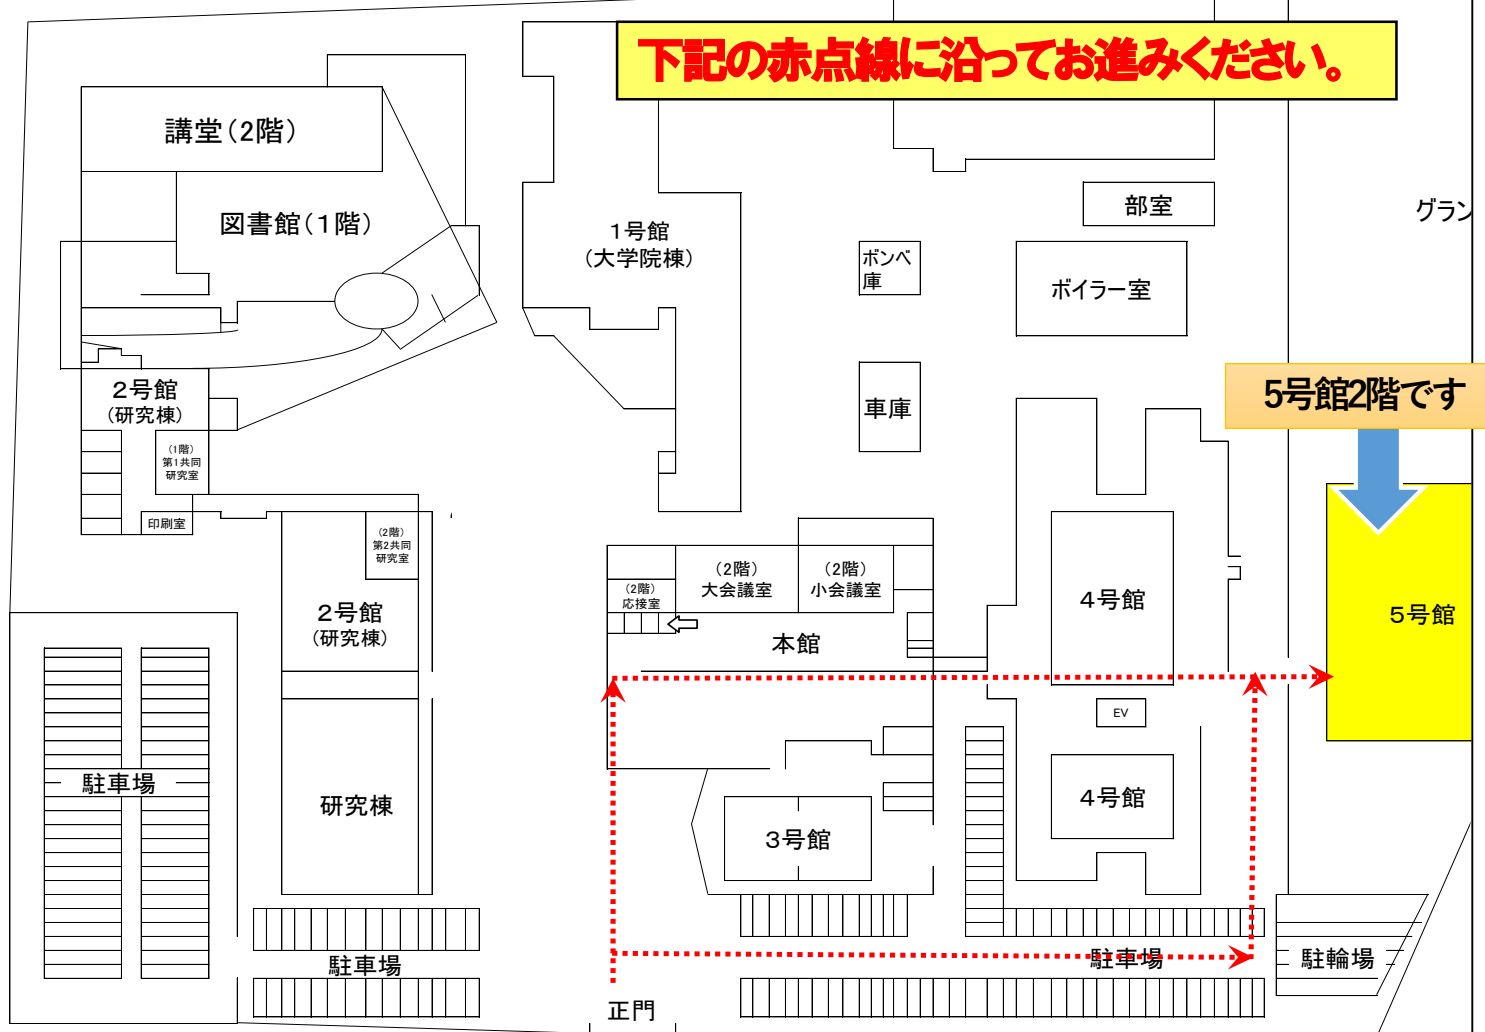 下記の赤点線に沿ってお進みください。
講堂(2階)
図書館(1階)
1号館
(大学院棟)
部室
グラン
ボンベ
庫
ボイラー室
車庫
5号館2階です
2号館
(研究棟)
(1階)
第1共同
研究室
印刷室
(2階)
第2共同
研究室
2号館
(研究棟)
(2階)
応接室
(2階)
大会議室
(2階)
小会議室
本館
4号館
5号館
EV
駐車場
研究棟
3号館
4号館
駐車場
駐車場
駐輪場
正門